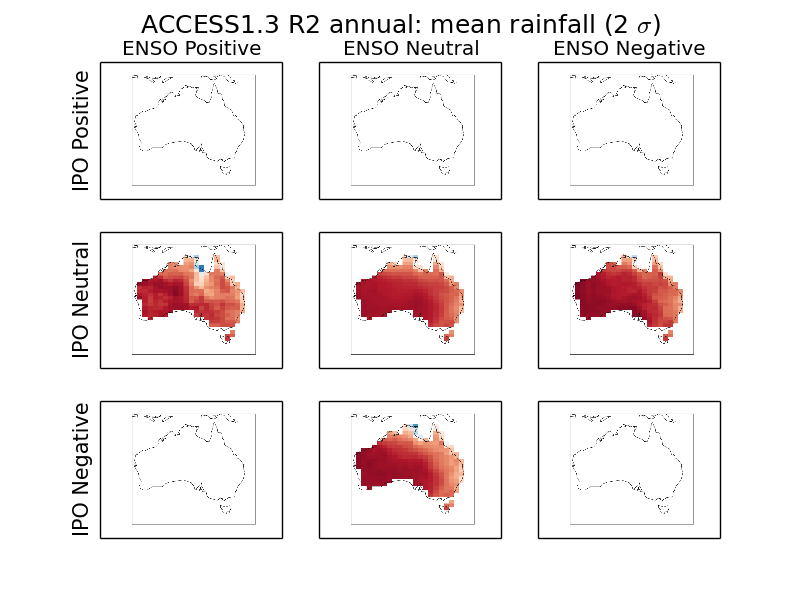 ACCESS1.3 R2 annual: mean rainfall (2 σ)
ENSO Positive ENSO Neutral ENSO Negative
IPO Positive
IPO Neutral
IPO Negative